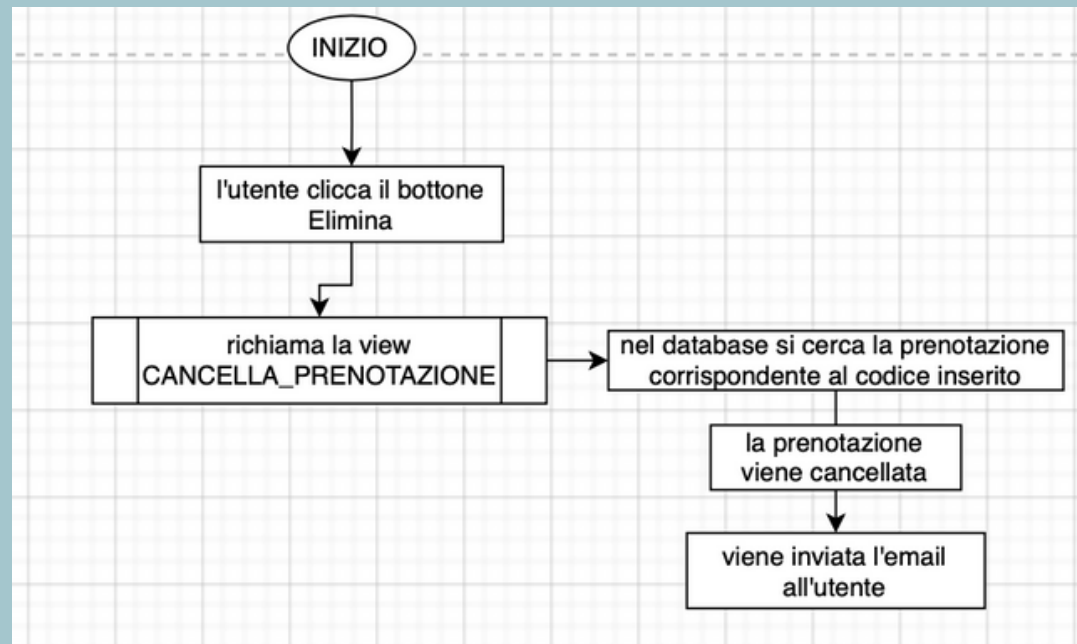 INIZIO
l'utente clicca il bottone
Elimina
richiama la view
CANCELLA_PRENOTAZIONE
nel database si cerca la prenotazione
corrispondente al codice inserito
la prenotazione
viene cancellata
viene inviata l'email
all'utente